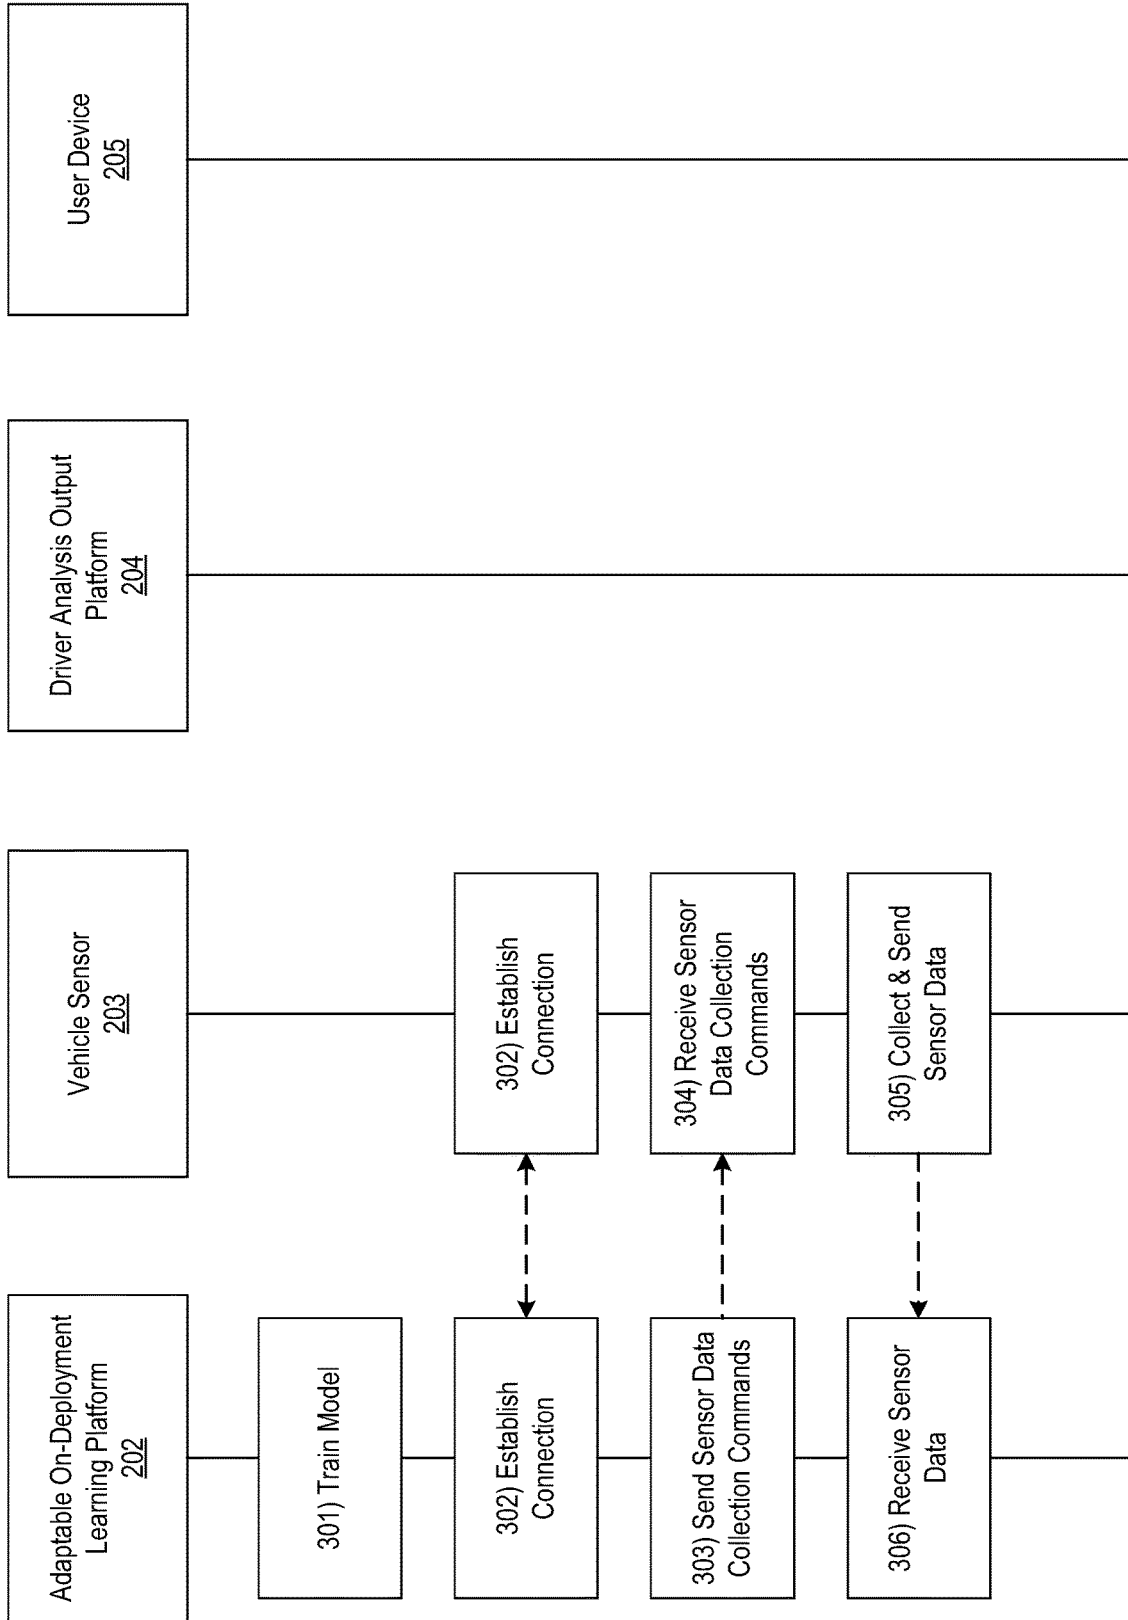 Adaptable On-Deployment
Learning Platform
202
Vehicle Sensor
203
Driver Analysis Output
Platform
204
User Device
205
301) Train Model
302) Establish
Connection
302) Establish
Connection
303) Send Sensor Data
Collection Commands
304) Receive Sensor
Data Collection
Commands
306) Receive Sensor
Data
305) Collect & Send
Sensor Data